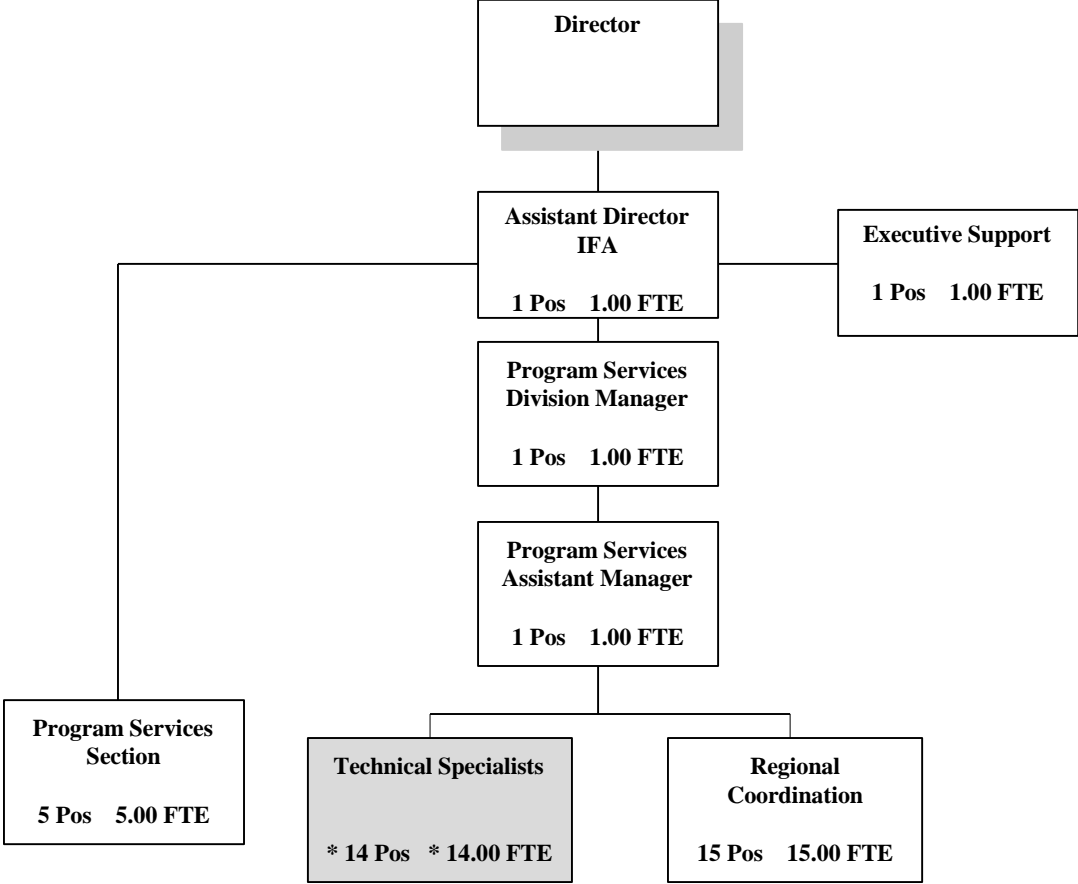 Director
Assistant Director
IFA
1 Pos 1.00 FTE
Executive Support
1 Pos 1.00 FTE
Program Services
Division Manager
1 Pos 1.00 FTE
Program Services
Assistant Manager
1 Pos 1.00 FTE
Program Services
Section
5 Pos 5.00 FTE
Technical Specialists
* 14 Pos * 14.00 FTE
Regional
Coordination
15 Pos 15.00 FTE